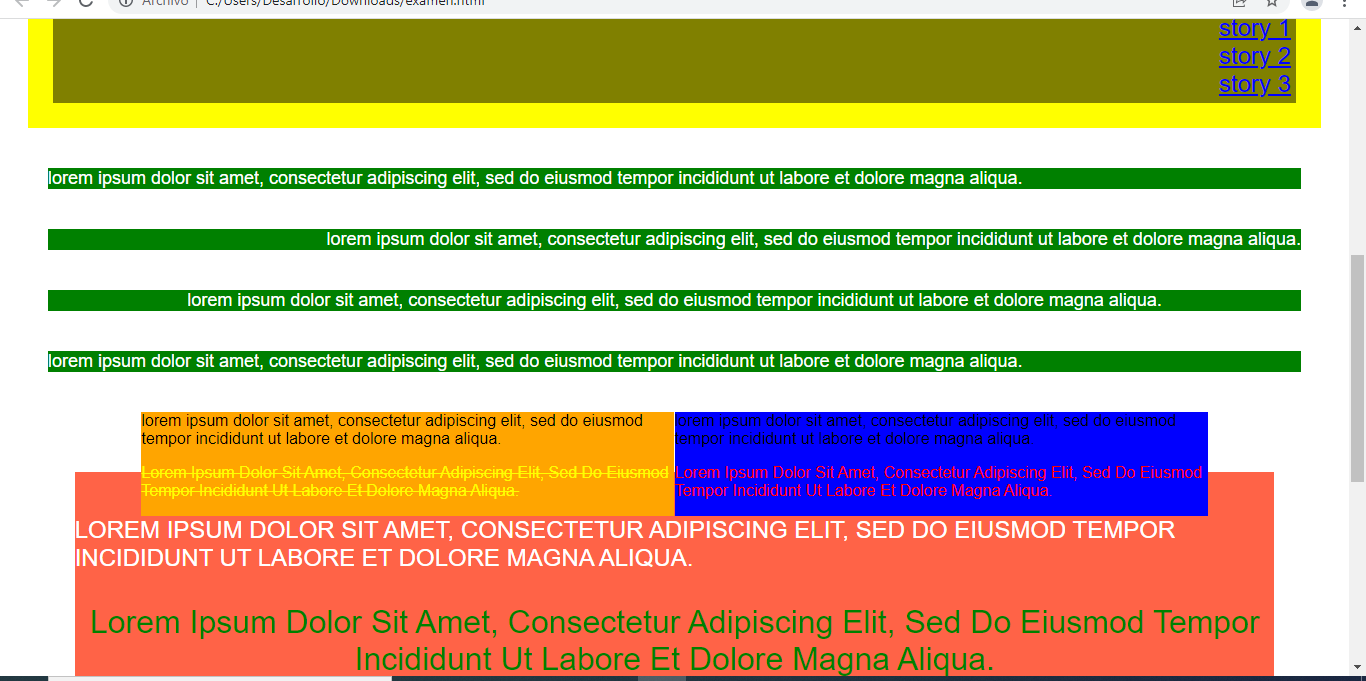 Archivo | C:/Users/Desarrollo/Downloads/examen.html
story 1
story 2
story 3
lorem ipsum dolor sit amet, consectetur adipiscing elit, sed do eiusmod tempor incididunt ut labore et dolore magna aliqua.
lorem ipsum dolor sit amet, consectetur adipiscing elit, sed do eiusmod tempor incididunt ut labore et dolore magna aliqua.
lorem ipsum dolor sit amet, consectetur adipiscing elit, sed do eiusmod tempor incididunt ut labore et dolore magna aliqua.
lorem ipsum dolor sit amet, consectetur adipiscing elit, sed do eiusmod tempor incididunt ut labore et dolore magna aliqua.
lorem ipsum dolor sit amet, consectetur adipiscing elit, sed do eiusmod
tempor incididunt ut labore et dolore magna aliqua.
Lorem Ipsum Dolor Sit Amet, Consectetur Adipiscing Elit, Sed Do Eiusmod
Tempor Incididunt Ut Labore Et Dolore Magna Aliqua.
lorem ipsum dolor sit amet, consectetur adipiscing elit, sed do eiusmod
tempor incididunt ut labore et dolore magna aliqua.
Lorem Ipsum Dolor Sit Amet, Consectetur Adipiscing Elit, Sed Do Eiusmod
Tempor Incididunt Ut Labore Et Dolore Magna Aliqua.
LOREM IPSUM DOLOR SIT AMET, CONSECTETUR ADIPISCING ELIT, SED DO EIUSMOD TEMPOR
INCIDIDUNT UT LABORE ET DOLORE MAGNA ALIQUA.
Lorem Ipsum Dolor Sit Amet, Consectetur Adipiscing Elit, Sed Do Eiusmod Tempor
Incididunt Ut Labore Et Dolore Magna Aliqua.